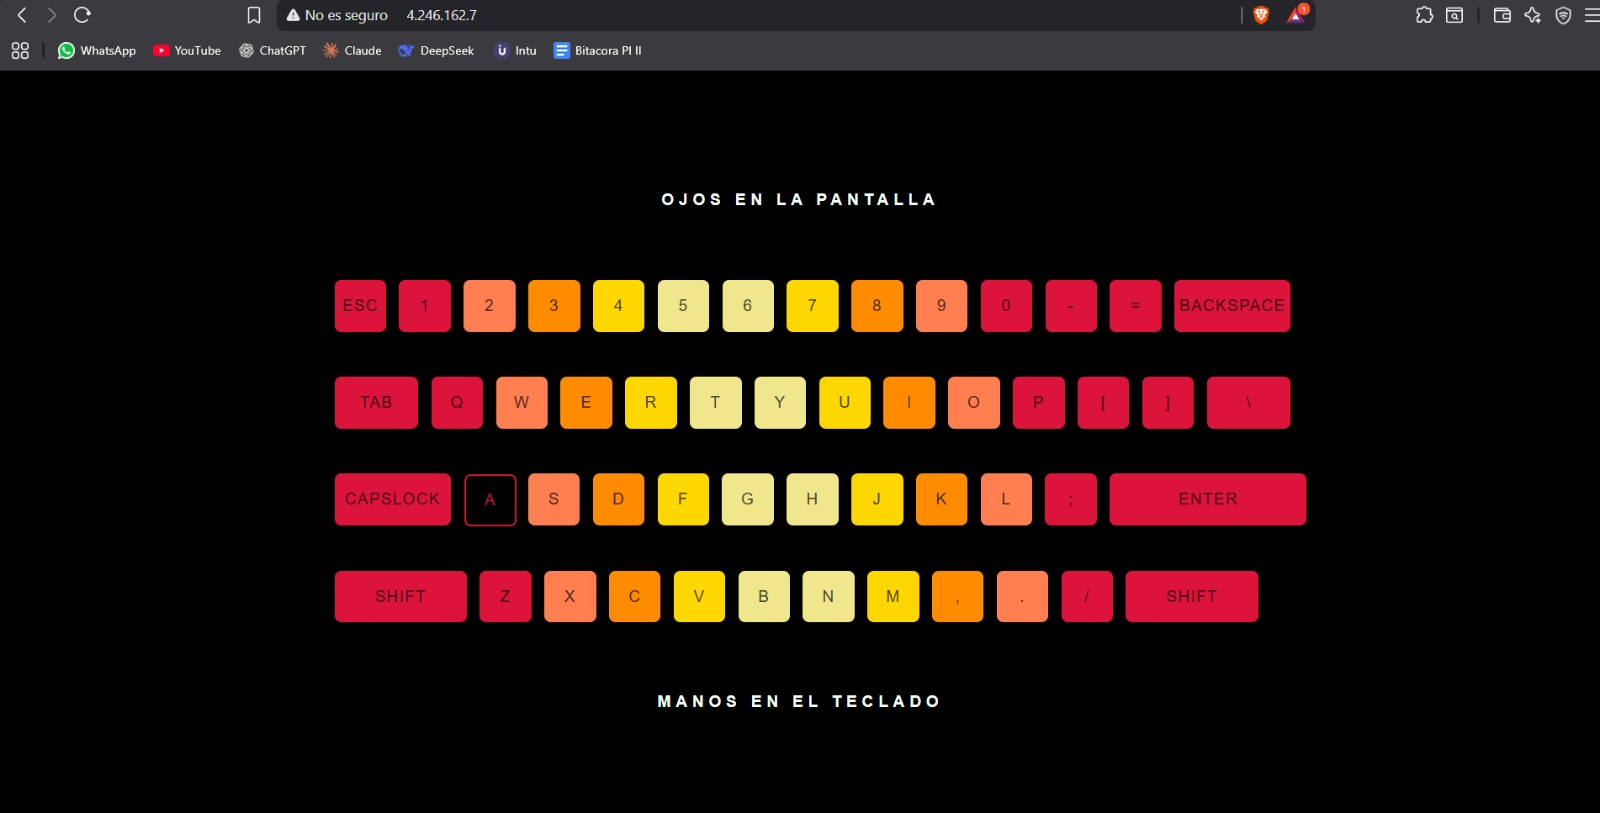 No es seguro 4.246.162.7
1
WhatsApp YouTube ChatGPT Claude DeepSeek Intu Bitacora PI II
OJOS EN LA PANTALLA
ESC 1 2 3 4 5 6 7 8 9 0 - = BACKSPACE
TAB Q W E R T Y U I O P [ ] \
CAPSLOCK A S D F G H J K L ; ENTER
SHIFT Z X C V B N M , . / SHIFT
MANOS EN EL TECLADO